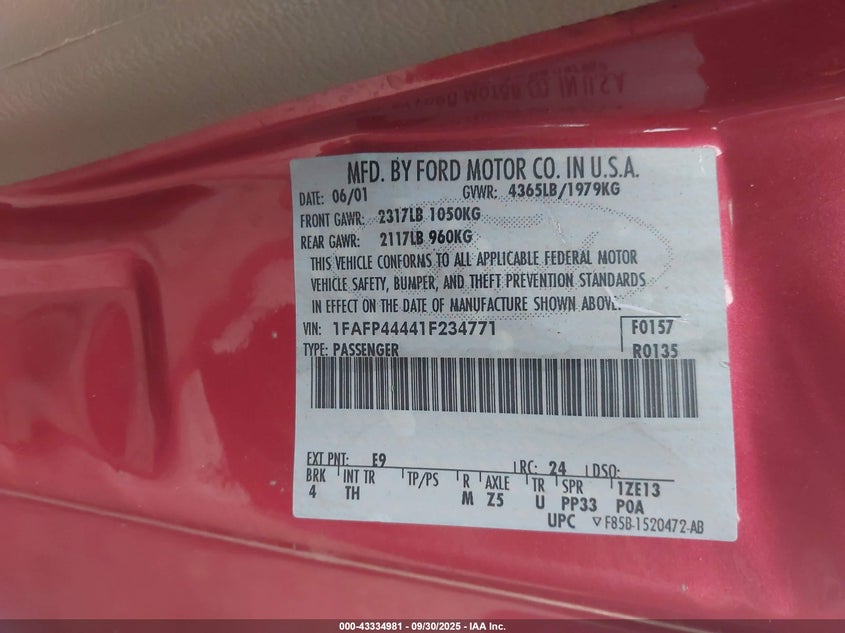 MFD. BY FORD MOTOR CO. IN U.S.A.
DATE: 06/01 GVWR: 4365LB/1979KG
FRONT GAWR: 2317LB 1050KG
REAR GAWR: 2117LB 960KG
THIS VEHICLE CONFORMS TO ALL APPLICABLE FEDERAL MOTOR
VEHICLE SAFETY, BUMPER, AND THEFT PREVENTION STANDARDS
IN EFFECT ON THE DATE OF MANUFACTURE SHOWN ABOVE.
VIN: 1FAFP44441F234771 F0157
TYPE: PASSENGER R0135
EXT PNT: E9 RC: 24 DSO:
BRK INT TR TP/PS R AXLE TR SPR 1ZE13
4 TH M Z5 U PP33 P0A
UPC F85B-1520472-AB
000-43334981 - 09/30/2025 - IAA Inc.